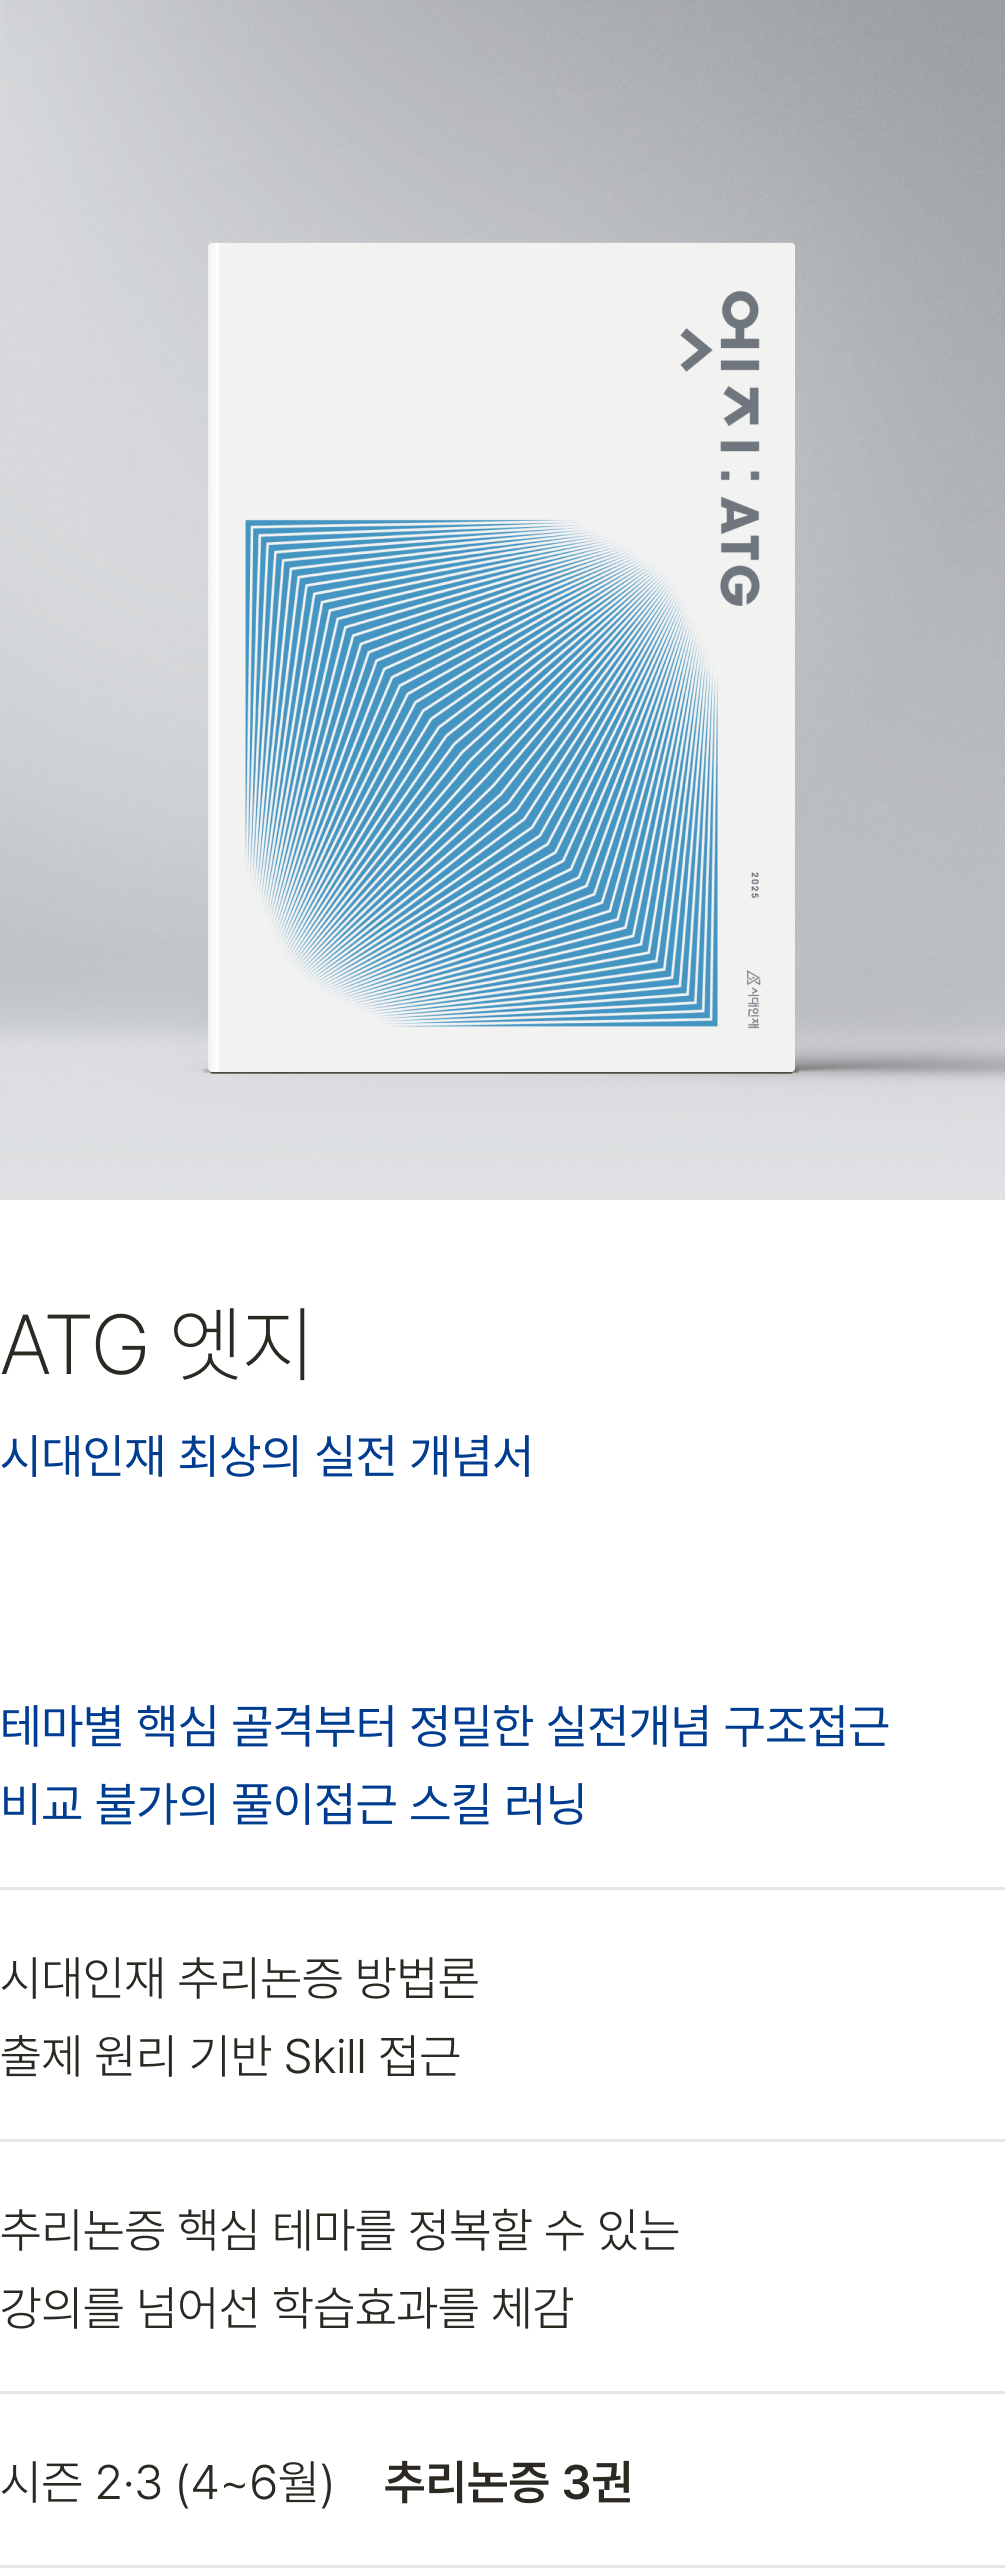 엣지: ATG
2025
시대인재
ATG 엣지
시대인재 최상의 실전 개념서
테마별 핵심 골격부터 정밀한 실전개념 구조접근
비교 불가의 풀이접근 스킬 러닝
시대인재 추리논증 방법론
출제 원리 기반 Skill 접근
추리논증 핵심 테마를 정복할 수 있는
강의를 넘어선 학습효과를 체감
시즌 2·3 (4~6월) 추리논증 3권